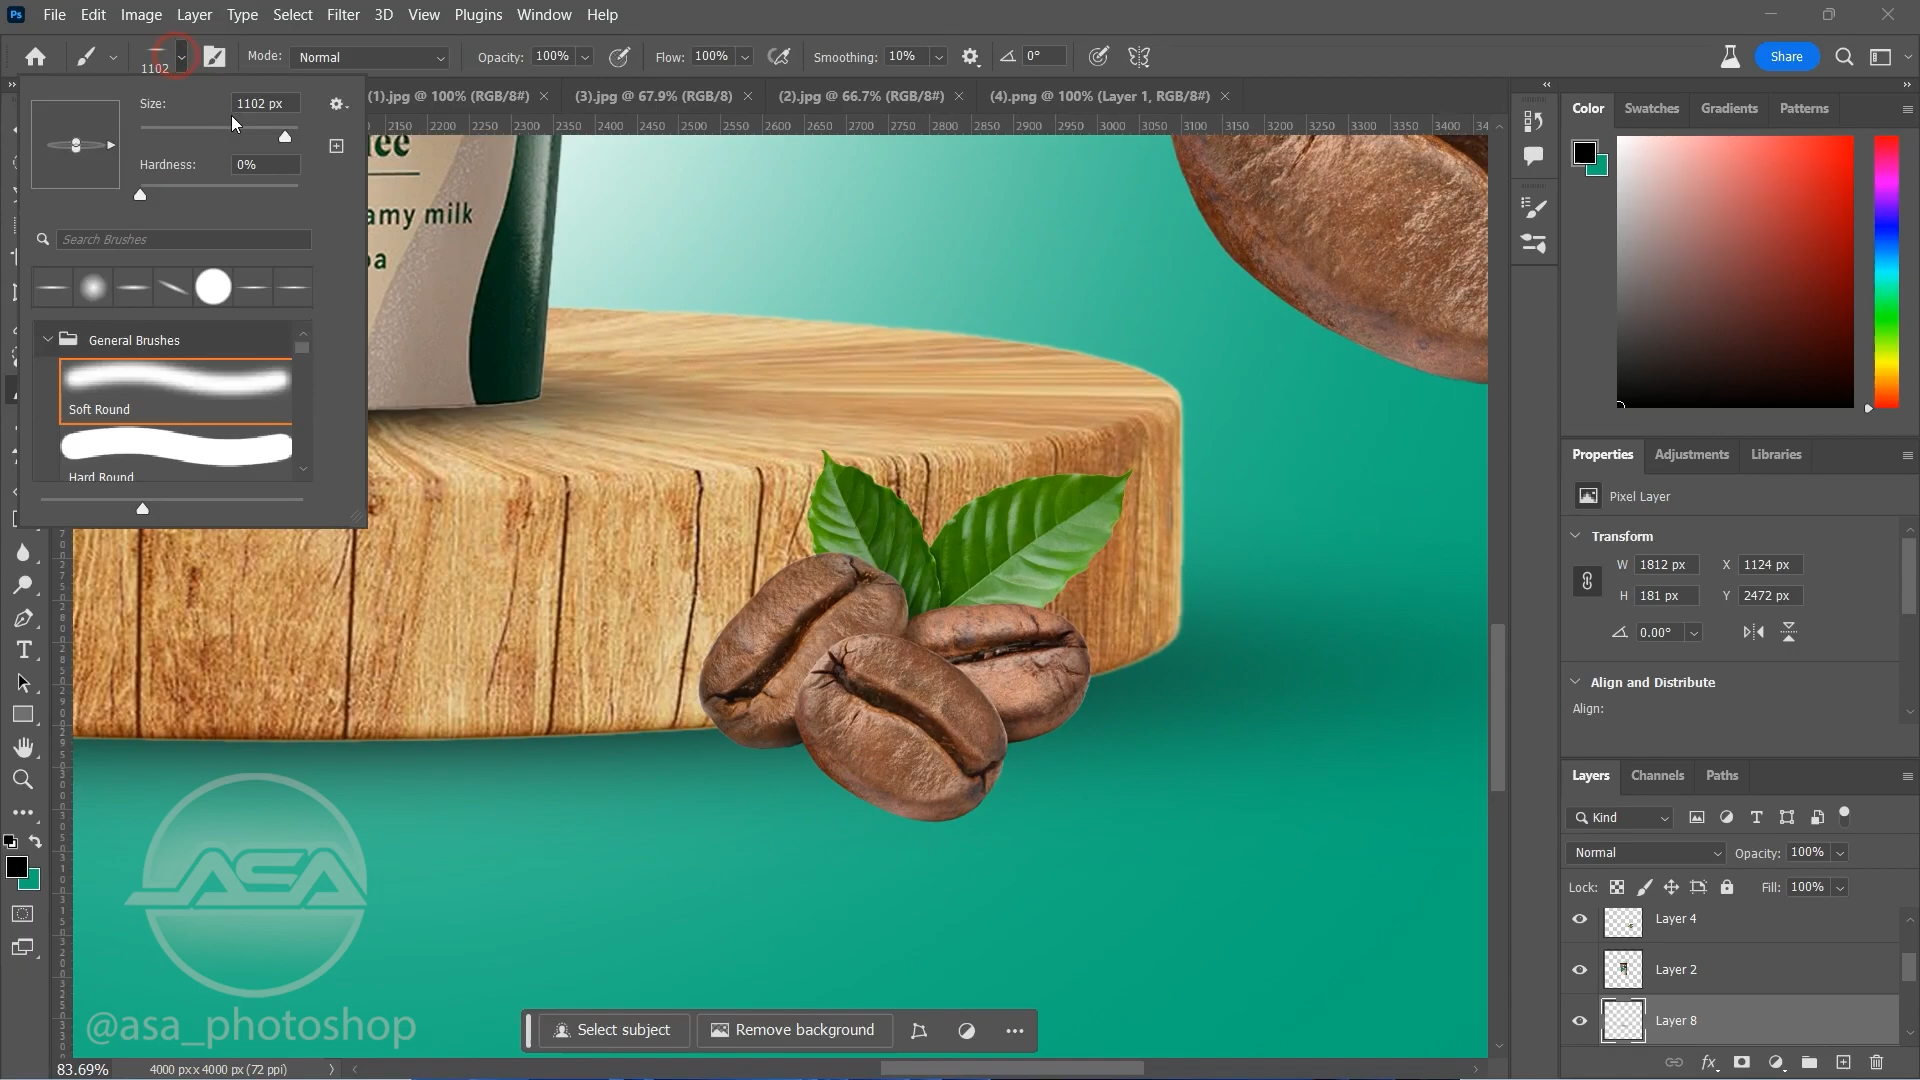 Ps File Edit Image Layer Type Select Filter 3D View Plugins Window Help
1102 Mode: Normal Opacity: 100% Flow: 100% Smoothing: 10% 0° Share
(1).jpg @ 100% (RGB/8#) (3).jpg @ 67.9% (RGB/8) (2).jpg @ 66.7% (RGB/8#) (4).png @ 100% (Layer 1, RGB/8#)
2150 2200 2250 2300 2350 2400 2450 2500 2550 2600 2650 2700 2750 2800 2850 2900 2950 3000 3050 3100 3150 3200 3250 3300 3350 3400
Size: 1102 px
Hardness: 0%
Search Brushes
General Brushes
Soft Round
Hard Round
ee
amy milk
a
ASA
@asa_photoshop
Select subject Remove background
83.69% 4000 px x 4000 px (72 ppi)
Color Swatches Gradients Patterns
Properties Adjustments Libraries
Pixel Layer
Transform
W 1812 px X 1124 px
H 181 px Y 2472 px
0.00°
Align and Distribute
Align:
Layers Channels Paths
Kind
Normal Opacity: 100%
Lock: Fill: 100%
Layer 4
Layer 2
Layer 8
fx